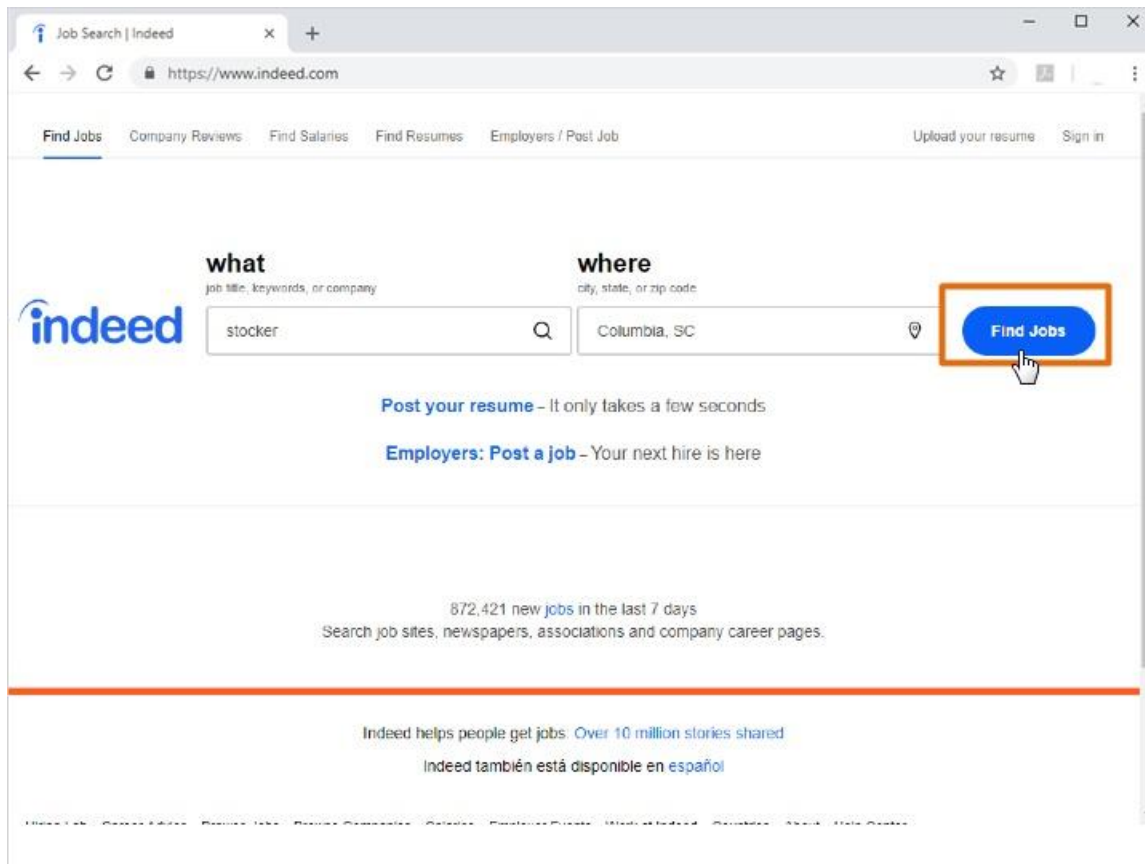 Job Search | Indeed
https://www.indeed.com
Find Jobs Company Reviews Find Salaries Find Resumes Employers / Post Job Upload your resume Sign in
what
job title, keywords, or company
where
city, state, or zip code
indeed
stocker
Columbia, SC
Find Jobs
Post your resume – It only takes a few seconds
Employers: Post a job – Your next hire is here
872,421 new jobs in the last 7 days
Search job sites, newspapers, associations and company career pages.
Indeed helps people get jobs: Over 10 million stories shared
Indeed también está disponible en español